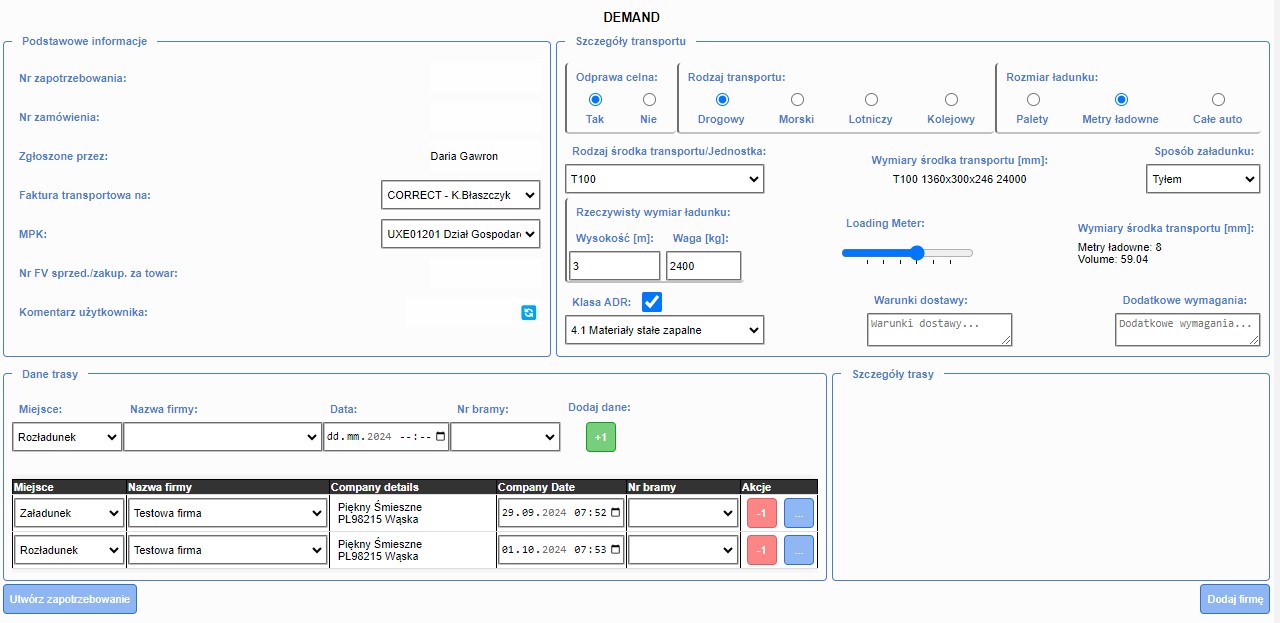 DEMAND
Podstawowe informacje
Nr zapotrzebowania:
Nr zamówienia:
Zgłoszone przez: Daria Gawron
Faktura transportowa na: CORRECT - K.Błaszczyk
MPK: UXE01201 Dział Gospodar
Nr FV sprzed./zakup. za towar:
Komentarz użytkownika:
Szczegóły transportu
Odprawa celna:
Tak Nie
Rodzaj transportu:
Drogowy Morski Lotniczy Kolejowy
Rozmiar ładunku:
Palety Metry ładowne Całe auto
Rodzaj środka transportu/Jednostka:
T100
Wymiary środka transportu [mm]:
T100 1360x300x246 24000
Sposób załadunku:
Tyłem
Rzeczywisty wymiar ładunku:
Wysokość [m]: Waga [kg]:
3 2400
Loading Meter:
Wymiary środka transportu [mm]:
Metry ładowne: 8
Volume: 59.04
Klasa ADR:
4.1 Materiały stałe zapalne
Warunki dostawy:
Warunki dostawy...
Dodatkowe wymagania:
Dodatkowe wymagania...
Dane trasy
Miejsce: Nazwa firmy: Data: Nr bramy: Dodaj dane:
Rozładunek dd.mm.2024 --:-- +1
Miejsce Nazwa firmy Company details Company Date Nr bramy Akcje
Załadunek Testowa firma Piękny Śmieszne 29.09.2024 07:52 -1 ...
PL98215 Wąska
Rozładunek Testowa firma Piękny Śmieszne 01.10.2024 07:53 -1 ...
PL98215 Wąska
Szczegóły trasy
Utwórz zapotrzebowanie
Dodaj firmę